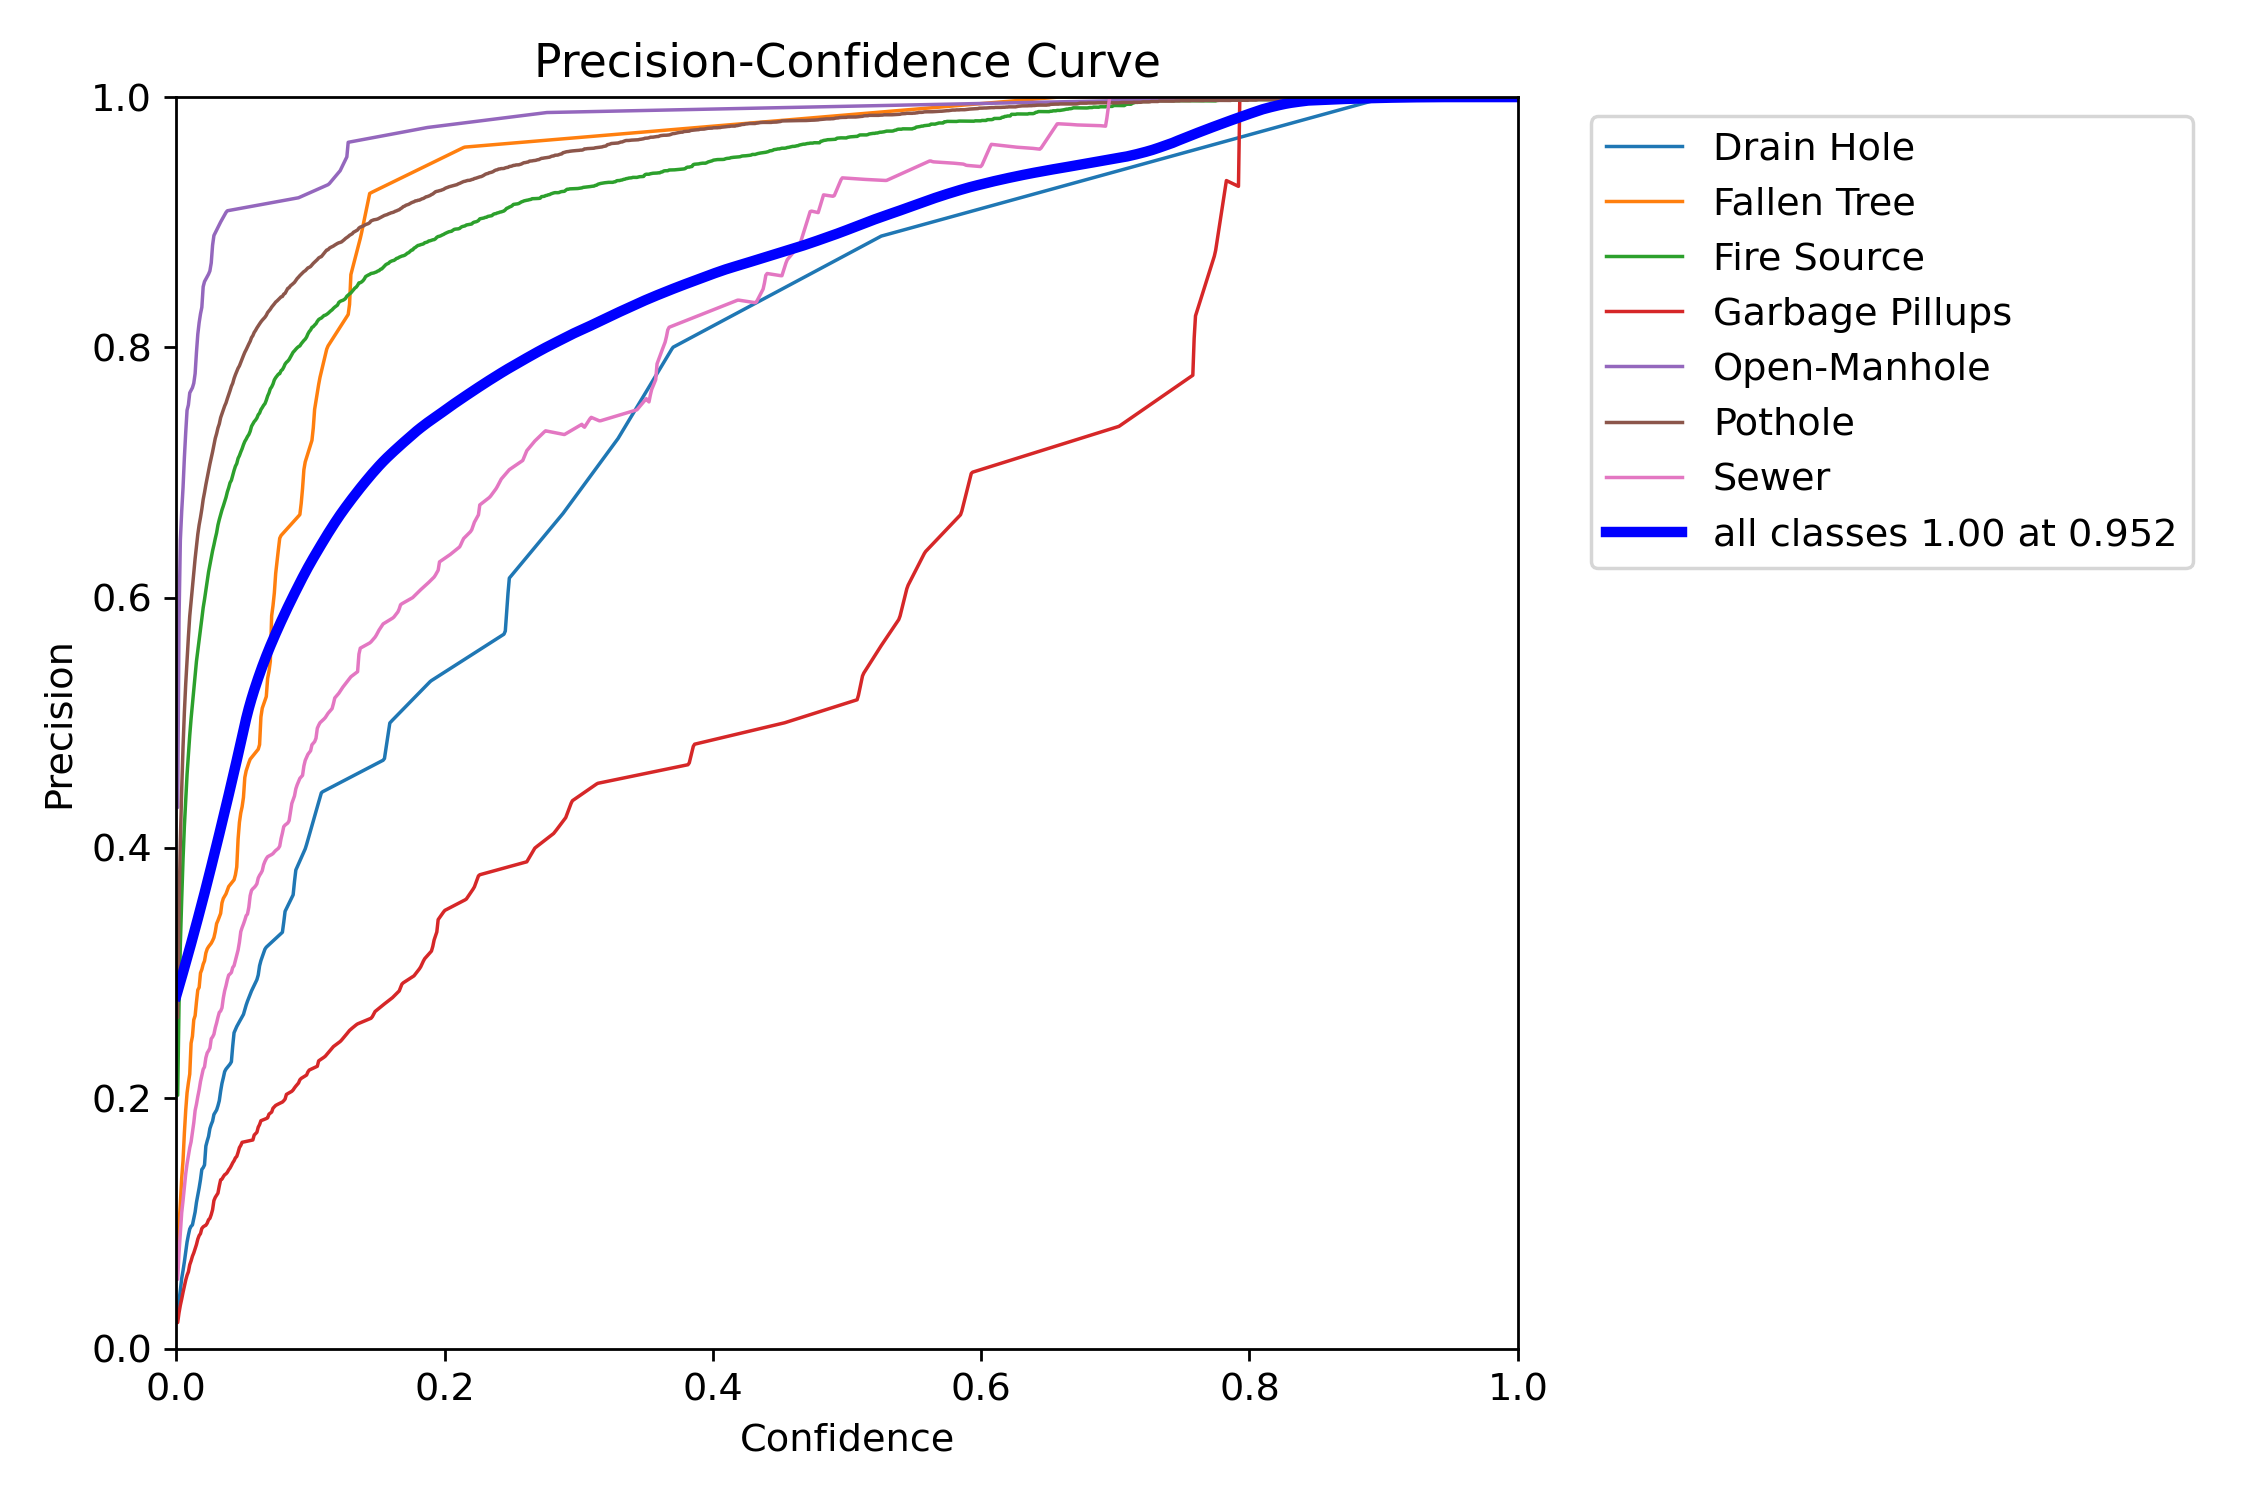 Precision-Confidence Curve
1.0
0.8
0.6
0.4
0.2
0.0
Precision
0.0 0.2 0.4 0.6 0.8 1.0
Confidence
Drain Hole
Fallen Tree
Fire Source
Garbage Pillups
Open-Manhole
Pothole
Sewer
all classes 1.00 at 0.952